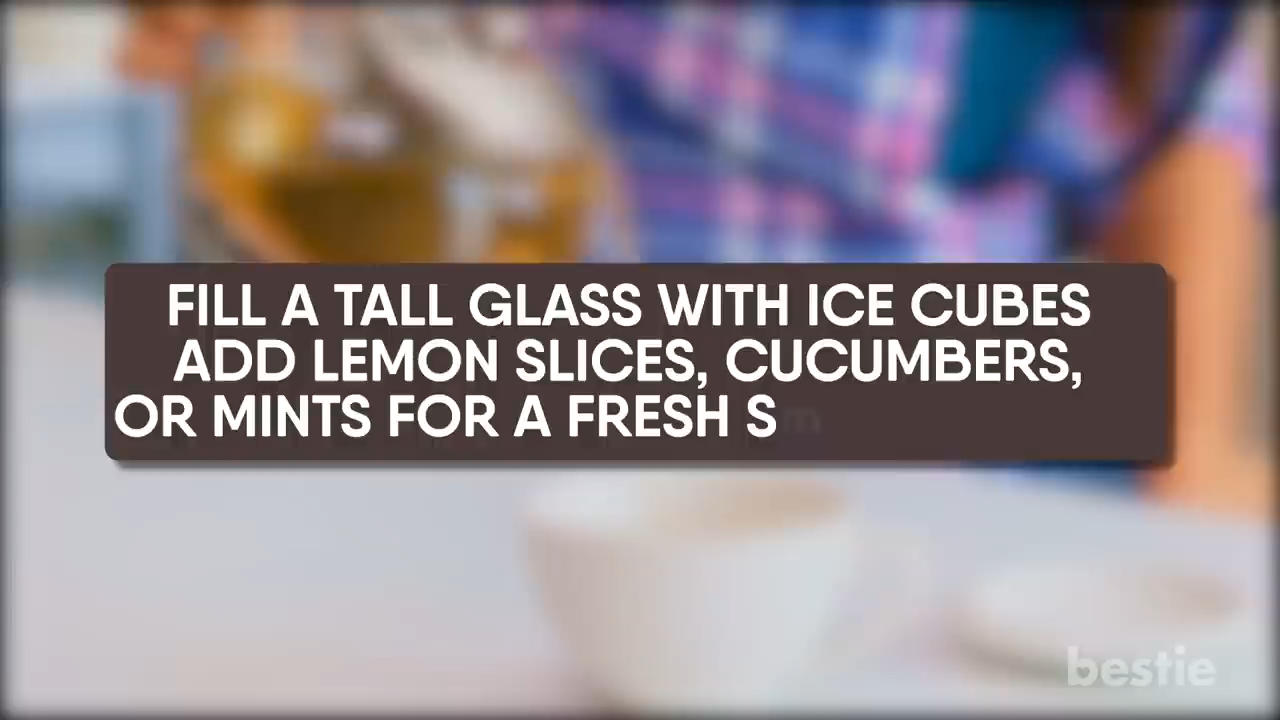 FILL A TALL GLASS WITH ICE CUBES
ADD LEMON SLICES, CUCUMBERS,
OR MINTS FOR A FRESH S
bestie